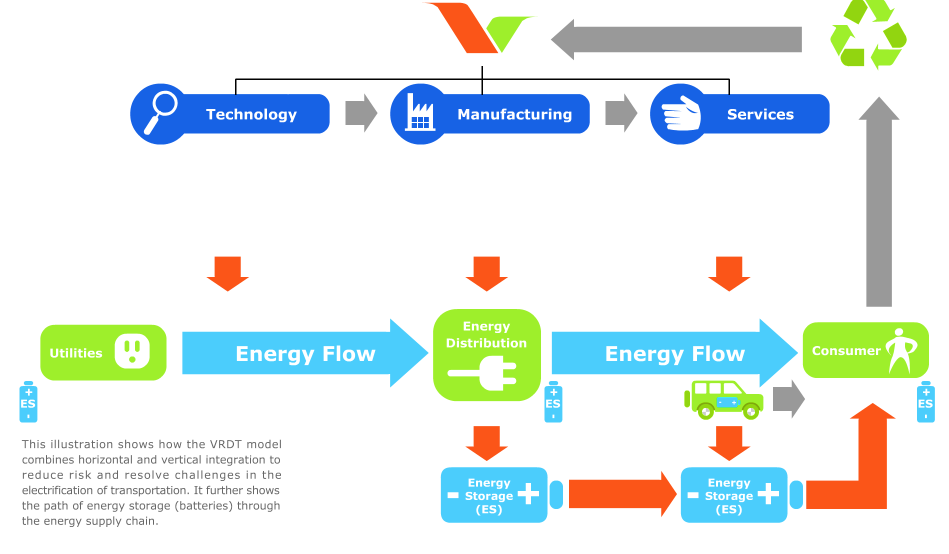 Technology
Manufacturing
Services
Utilities
Energy Flow
Energy
Distribution
Energy Flow
Consumer
+
ES
-
+
ES
-
- +
+
ES
-
This illustration shows how the VRDT model
combines horizontal and vertical integration to
reduce risk and resolve challenges in the
electrification of transportation. It further shows
the path of energy storage (batteries) through
the energy supply chain.
Energy
- Storage +
(ES)
Energy
- Storage +
(ES)